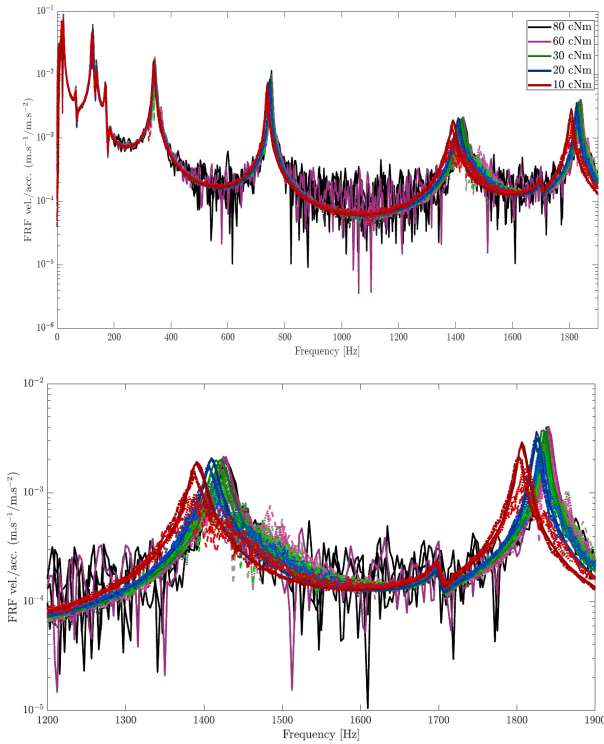 80 cNm
60 cNm
30 cNm
20 cNm
10 cNm
FRF vel./acc. (m.s⁻¹/m.s⁻²)
10⁰
10⁻¹
10⁻²
10⁻³
10⁻⁴
10⁻⁵
10⁻⁶
0 200 400 600 800 1000 1200 1400 1600 1800
Frequency [Hz]
FRF vel./acc. (m.s⁻¹/m.s⁻²)
10⁻²
10⁻³
10⁻⁴
10⁻⁵
1200 1300 1400 1500 1600 1700 1800 1900
Frequency [Hz]